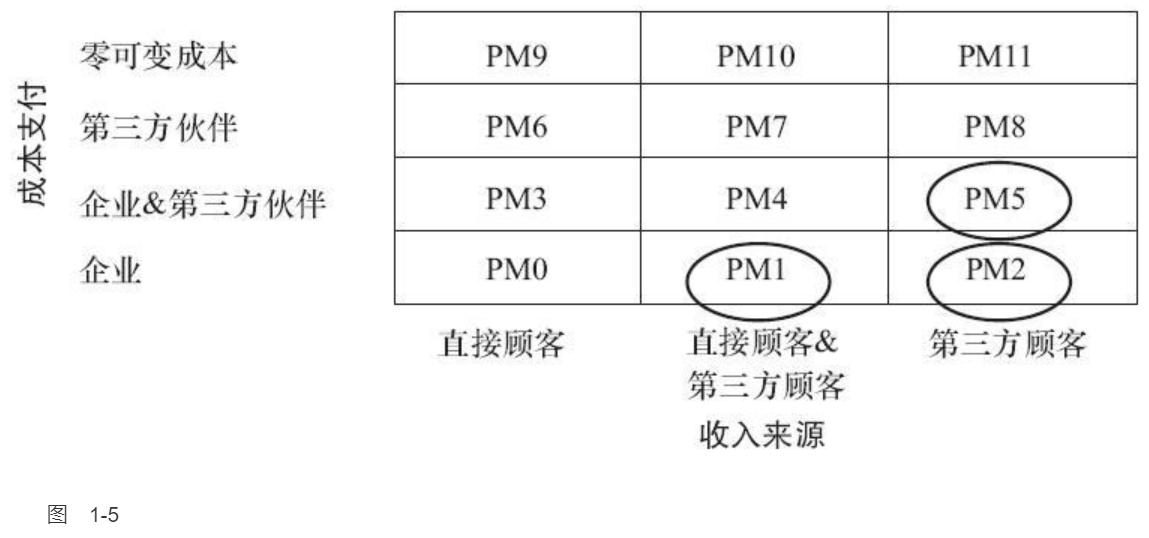 成本支付
零可变成本 PM9 PM10 PM11
第三方伙伴 PM6 PM7 PM8
企业&第三方伙伴 PM3 PM4 PM5
企业 PM0 PM1 PM2
直接顾客 直接顾客& 第三方顾客
第三方顾客
收入来源
图 1-5